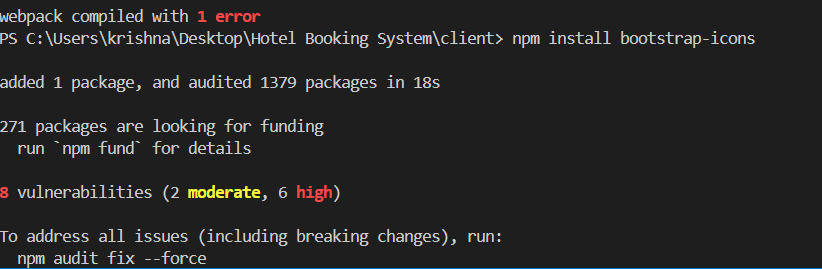 webpack compiled with 1 error
PS C:\Users\krishna\Desktop\Hotel Booking System\client> npm install bootstrap-icons
added 1 package, and audited 1379 packages in 18s
271 packages are looking for funding
  run `npm fund` for details
8 vulnerabilities (2 moderate, 6 high)
To address all issues (including breaking changes), run:
  npm audit fix --force